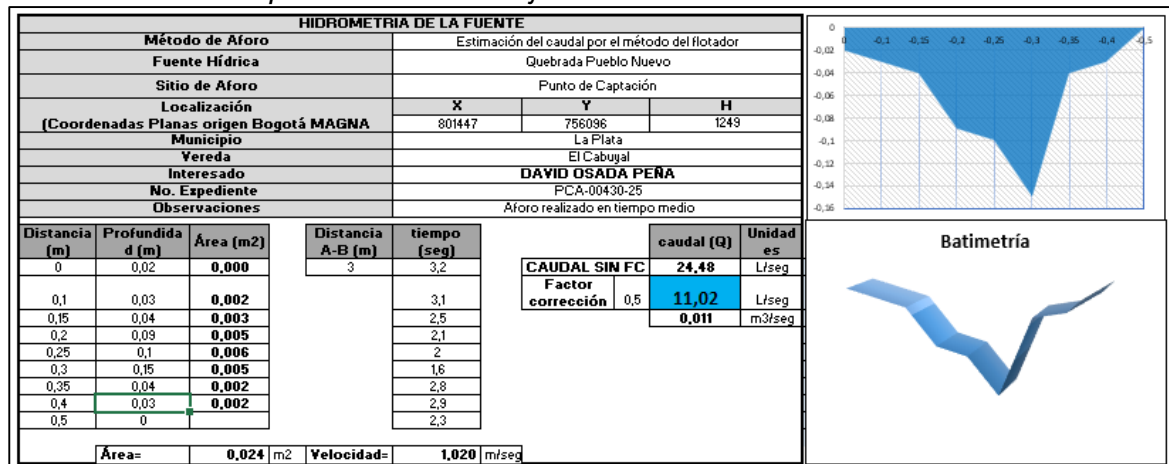 HIDROMETRIA DE LA FUENTE
Método de Aforo Estimación del caudal por el método del flotador
Fuente Hídrica Quebrada Pueblo Nuevo
Sitio de Aforo Punto de Captación
Localización X Y H
(Coordenadas Planas origen Bogotá MAGNA 801447 756096 1249
Municipio La Plata
Vereda El Cabuyal
Interesado DAVID OSADA PEÑA
No. Expediente PCA-00430-25
Observaciones Aforo realizado en tiempo medio
Distancia Profundida Área (m2) Distancia tiempo caudal (Q) Unidad
(m) d (m) A-B (m) (seg) es
0 0,02 0,000 3 3,2 CAUDAL SIN FC 24,48 L/seg
Factor
0,1 0,03 0,002 3,1 corrección 0,5 11,02 L/seg
0,15 0,04 0,003 2,5 0,011 m3/seg
0,2 0,09 0,005 2,1
0,25 0,1 0,006 2
0,3 0,15 0,005 1,6
0,35 0,04 0,002 2,8
0,4 0,03 0,002 2,9
0,5 0 2,3
Área= 0,024 m2 Velocidad= 1,020 m/seg
0
0 -0,1 -0,15 -0,2 -0,25 -0,3 -0,35 -0,4 -0,5
-0,02
-0,04
-0,06
-0,08
-0,1
-0,12
-0,14
-0,16
Batimetría